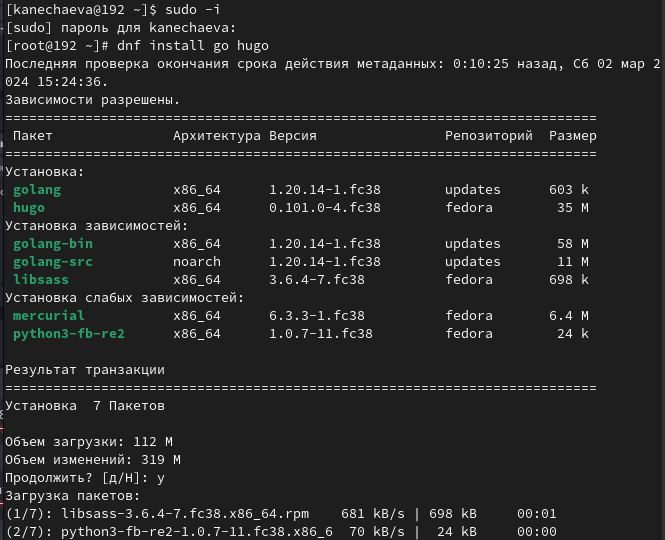 [kanechaeva@192 ~]$ sudo -i
[sudo] пароль для kanechaeva:
[root@192 ~]# dnf install go hugo
Последняя проверка окончания срока действия метаданных: 0:10:25 назад, Сб 02 мар 2
024 15:24:36.
Зависимости разрешены.
================================================================================
Пакет Архитектура Версия Репозиторий Размер
================================================================================
Установка:
golang x86_64 1.20.14-1.fc38 updates 603 k
hugo x86_64 0.101.0-4.fc38 fedora 35 M
Установка зависимостей:
golang-bin x86_64 1.20.14-1.fc38 updates 58 M
golang-src noarch 1.20.14-1.fc38 updates 11 M
libsass x86_64 3.6.4-7.fc38 fedora 698 k
Установка слабых зависимостей:
mercurial x86_64 6.3.3-1.fc38 fedora 6.4 M
python3-fb-re2 x86_64 1.0.7-11.fc38 fedora 24 k
Результат транзакции
================================================================================
Установка 7 Пакетов
Объем загрузки: 112 M
Объем изменений: 319 M
Продолжить? [д/Н]: y
Загрузка пакетов:
(1/7): libsass-3.6.4-7.fc38.x86_64.rpm 681 kB/s | 698 kB 00:01
(2/7): python3-fb-re2-1.0.7-11.fc38.x86_6 70 kB/s | 24 kB 00:00